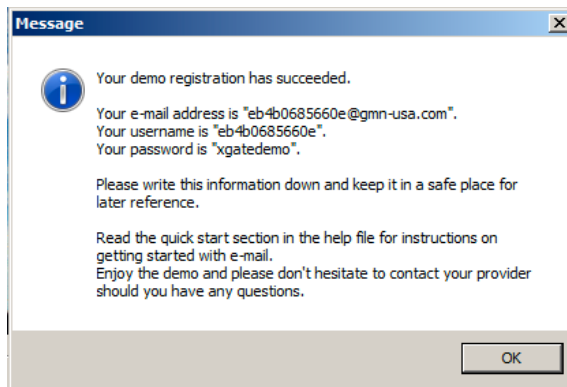 Message
Your demo registration has succeeded.
Your e-mail address is "eb4b0685660e@gmn-usa.com".
Your username is "eb4b0685660e".
Your password is "xgatedemo".
Please write this information down and keep it in a safe place for
later reference.
Read the quick start section in the help file for instructions on
getting started with e-mail.
Enjoy the demo and please don't hesitate to contact your provider
should you have any questions.
OK